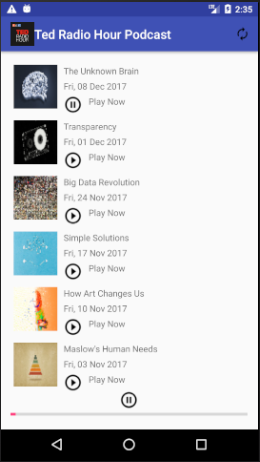 2:35
TED
RADIO
HOUR
Ted Radio Hour Podcast
The Unknown Brain
Fri, 08 Dec 2017
Play Now
Transparency
Fri, 01 Dec 2017
Play Now
Big Data Revolution
Fri, 24 Nov 2017
Play Now
Simple Solutions
Fri, 17 Nov 2017
Play Now
How Art Changes Us
Fri, 10 Nov 2017
Play Now
Maslow's Human Needs
Fri, 03 Nov 2017
Play Now